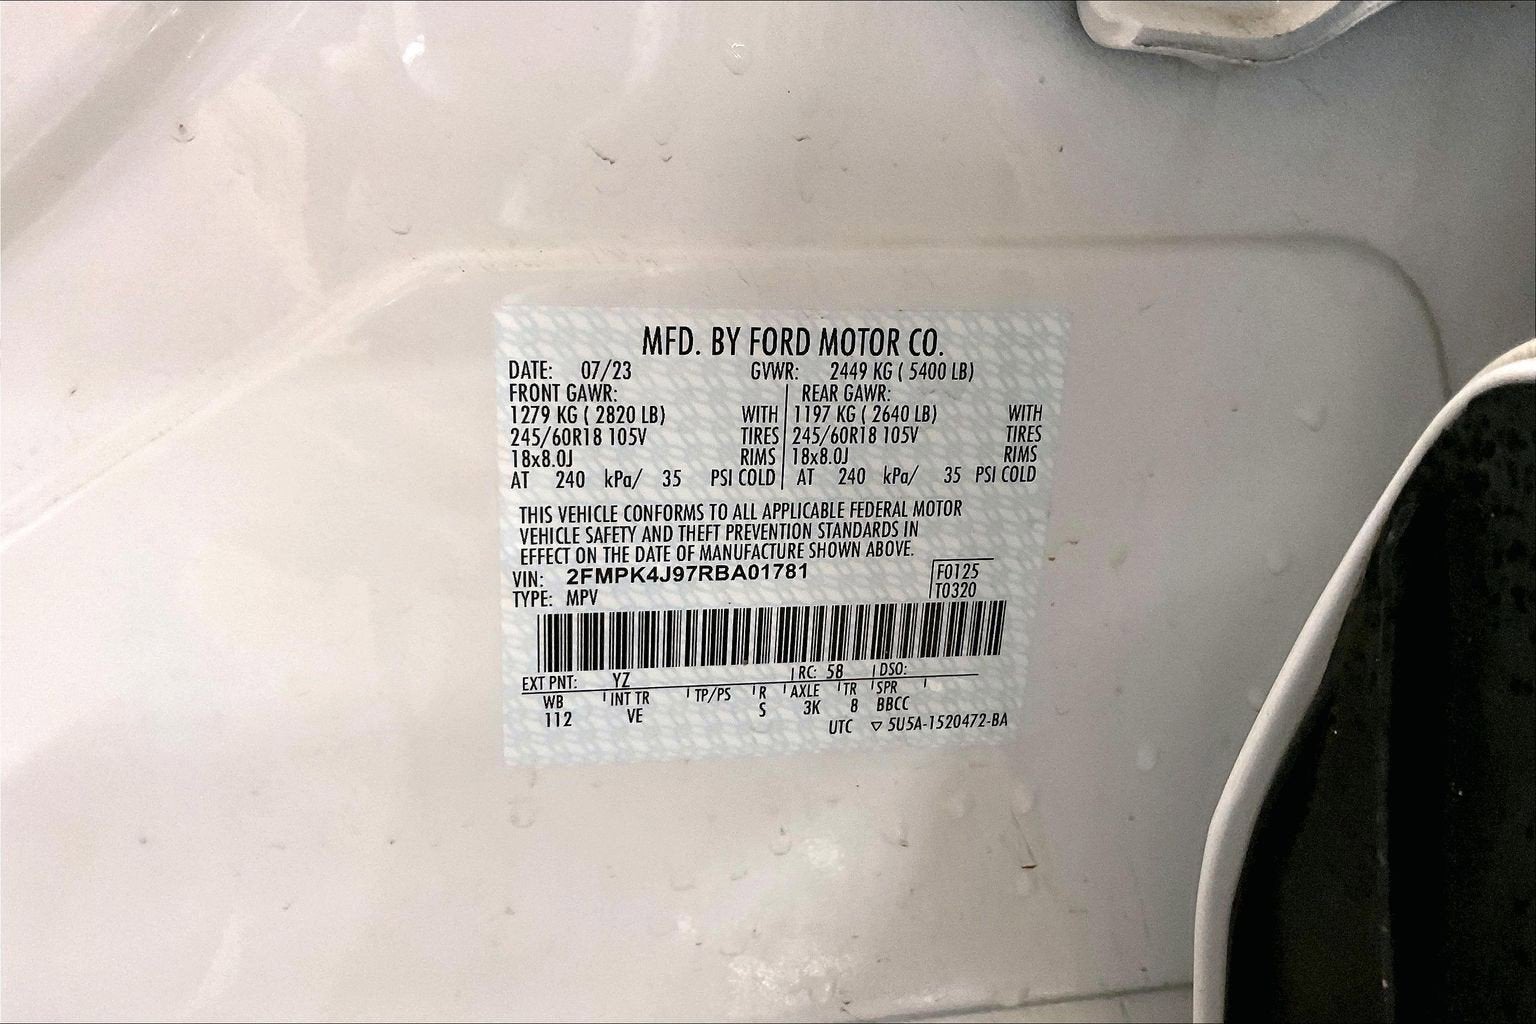 MFD. BY FORD MOTOR CO.
DATE: 07/23 GVWR: 2449 KG ( 5400 LB)
FRONT GAWR: REAR GAWR:
1279 KG ( 2820 LB) WITH 1197 KG ( 2640 LB) WITH
245/60R18 105V TIRES 245/60R18 105V TIRES
18x8.0J RIMS 18x8.0J RIMS
AT 240 kPa/ 35 PSI COLD AT 240 kPa/ 35 PSI COLD
THIS VEHICLE CONFORMS TO ALL APPLICABLE FEDERAL MOTOR
VEHICLE SAFETY AND THEFT PREVENTION STANDARDS IN
EFFECT ON THE DATE OF MANUFACTURE SHOWN ABOVE.
VIN: 2FMPK4J97RBA01781 F0125
TYPE: MPV T0320
EXT PNT: YZ RC: 58 DSO:
WB INT TR TP/PS R AXLE TR SPR
112 VE S 3K 8 BBCC
UTC ▽ 5U5A-1520472-BA